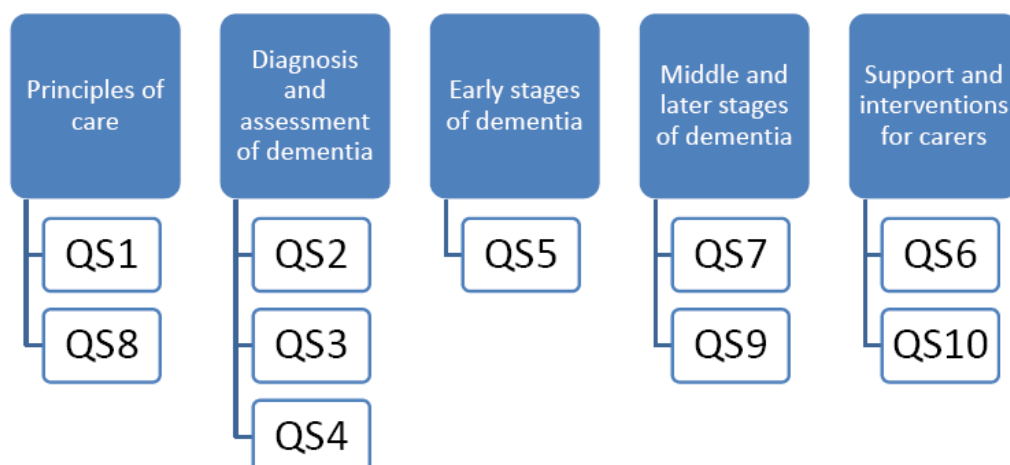 Principles of
care
Diagnosis
and
assessment
of dementia
Early stages
of dementia
Middle and
later stages
of dementia
Support and
interventions
for carers
QS1
QS8
QS2
QS3
QS4
QS5
QS7
QS9
QS6
QS10